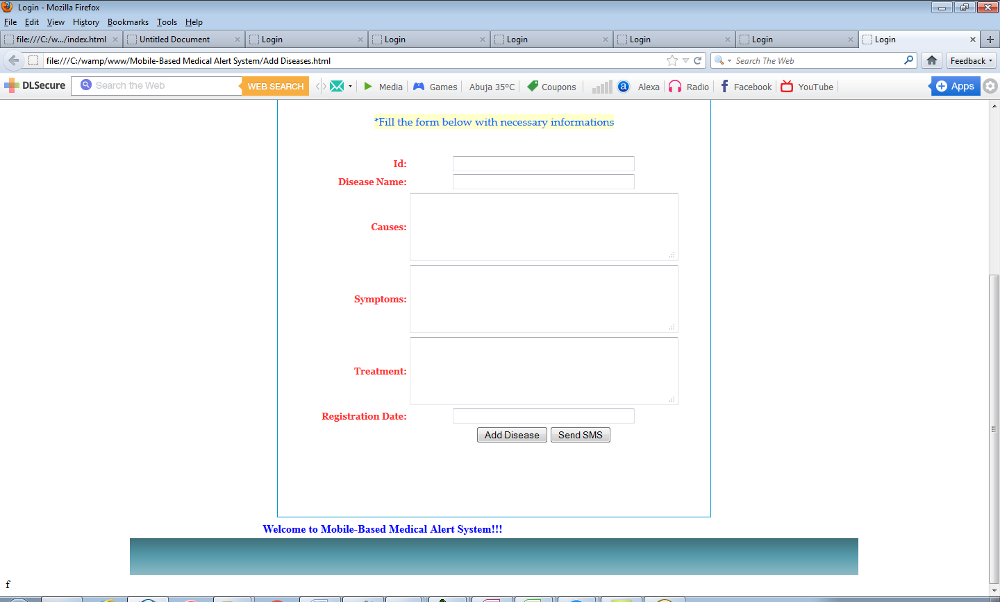 Login - Mozilla Firefox
File Edit View History Bookmarks Tools Help
file:///C:/w.../index.html Untitled Document Login Login Login Login Login Login
file:///C:/wamp/www/Mobile-Based Medical Alert System/Add Diseases.html Search The Web Feedback
DLSecure Search the Web WEB SEARCH Media Games Abuja 35°C Coupons a Alexa Radio Facebook YouTube Apps
*Fill the form below with necessary informations
Id:
Disease Name:
Causes:
Symptoms:
Treatment:
Registration Date:
Add Disease Send SMS
Welcome to Mobile-Based Medical Alert System!!!
f